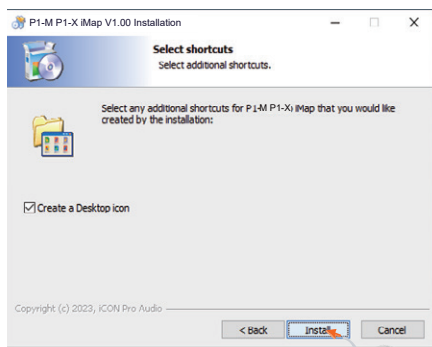 P1-M P1-X iMap V1.00 Installation
Select shortcuts
Select additional shortcuts.
Select any additional shortcuts for P1-M P1-X iMap that you would like
created by the installation:
Create a Desktop icon
Copyright (c) 2023, iCON Pro Audio
< Back Install Cancel